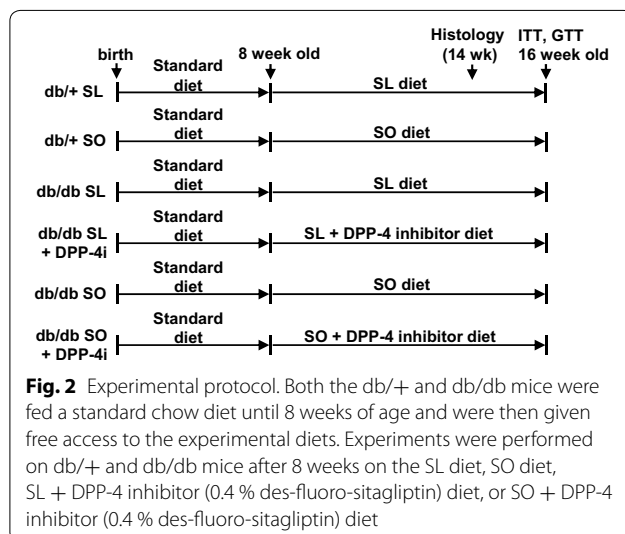 Histology ITT, GTT
birth 8 week old (14 wk) 16 week old
Standard
diet SL diet
db/+ SL
Standard
diet SO diet
db/+ SO
Standard
diet SL diet
db/db SL
Standard
db/db SL diet SL + DPP-4 inhibitor diet
+ DPP-4i
Standard
diet SO diet
db/db SO
Standard
db/db SO diet SO + DPP-4 inhibitor diet
+ DPP-4i
Fig. 2 Experimental protocol. Both the db/+ and db/db mice were
fed a standard chow diet until 8 weeks of age and were then given
free access to the experimental diets. Experiments were performed
on db/+ and db/db mice after 8 weeks on the SL diet, SO diet,
SL + DPP-4 inhibitor (0.4 % des-fluoro-sitagliptin) diet, or SO + DPP-4
inhibitor (0.4 % des-fluoro-sitagliptin) diet